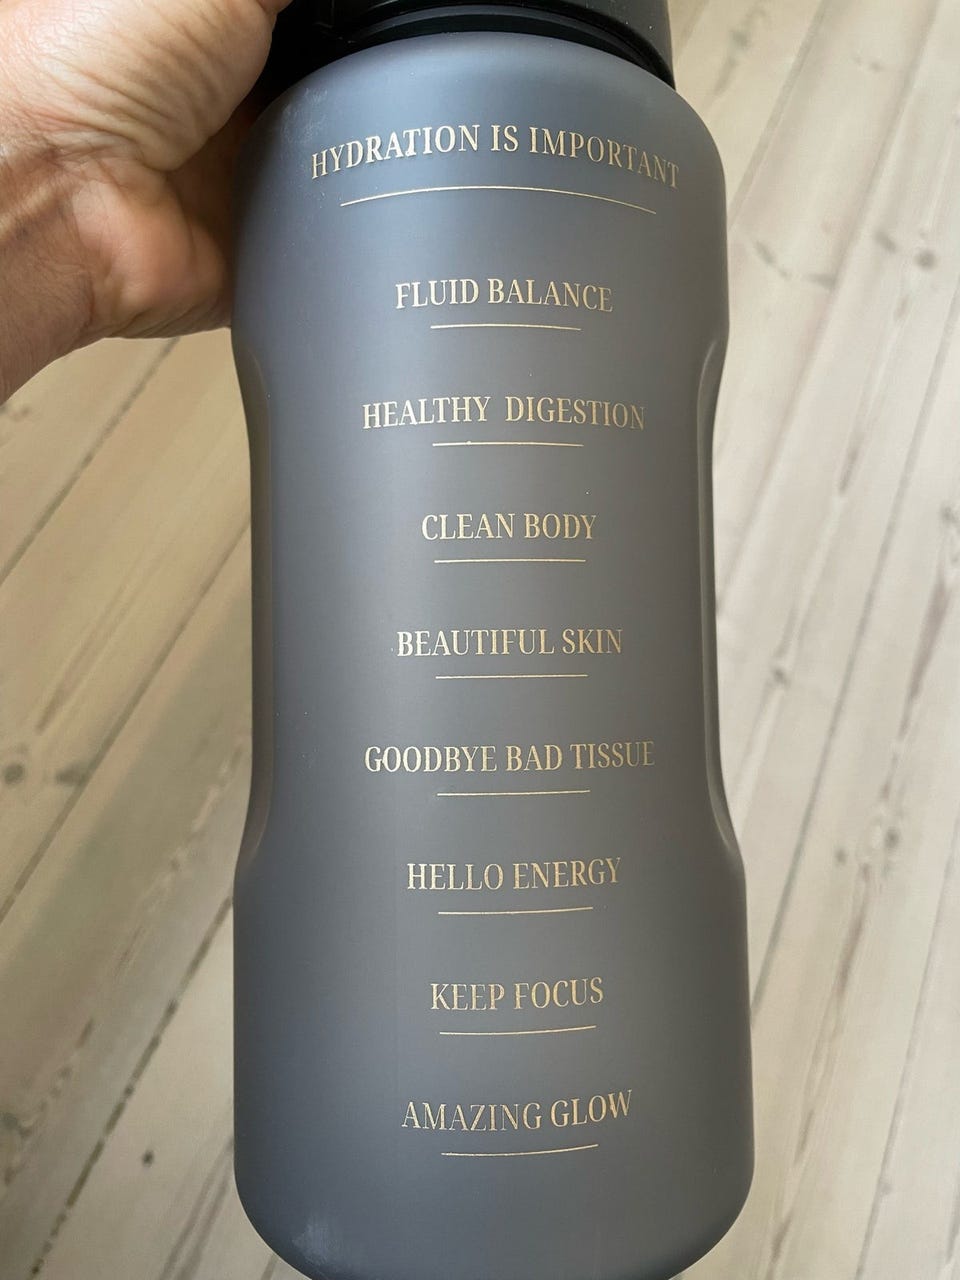 HYDRATION IS IMPORTANT
FLUID BALANCE
HEALTHY DIGESTION
CLEAN BODY
BEAUTIFUL SKIN
GOODBYE BAD TISSUE
HELLO ENERGY
KEEP FOCUS
AMAZING GLOW